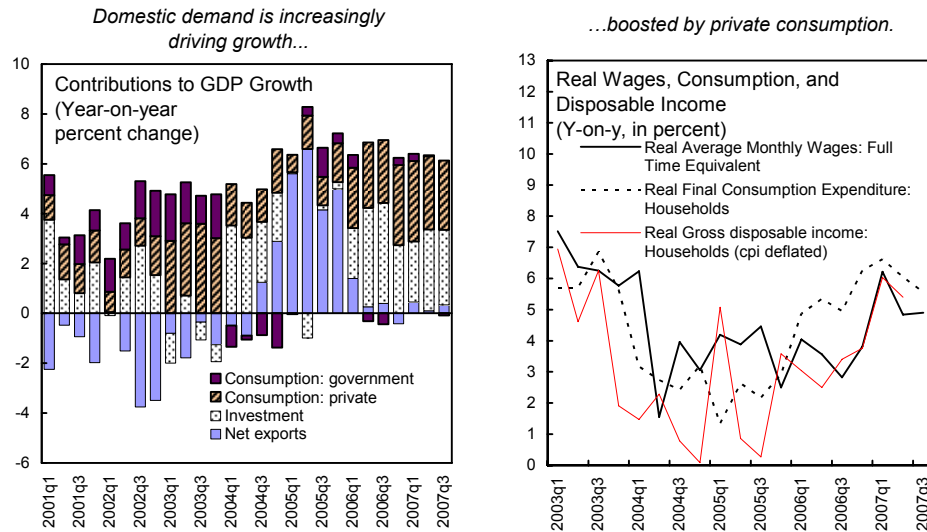 Domestic demand is increasingly
driving growth...
10
8
6
4
2
0
-2
-4
-6
Contributions to GDP Growth
(Year-on-year
percent change)
Consumption: government
Consumption: private
Investment
Net exports
2001q1
2001q3
2002q1
2002q3
2003q1
2003q3
2004q1
2004q3
2005q1
2005q3
2006q1
2006q3
2007q1
2007q3
…boosted by private consumption.
13
12
11
10
9
8
7
6
5
4
3
2
1
0
Real Wages, Consumption, and
Disposable Income
(Y-on-y, in percent)
Real Average Monthly Wages: Full
Time Equivalent
Real Final Consumption Expenditure:
Households
Real Gross disposable income:
Households (cpi deflated)
2003q1
2003q3
2004q1
2004q3
2005q1
2005q3
2006q1
2006q3
2007q1
2007q3